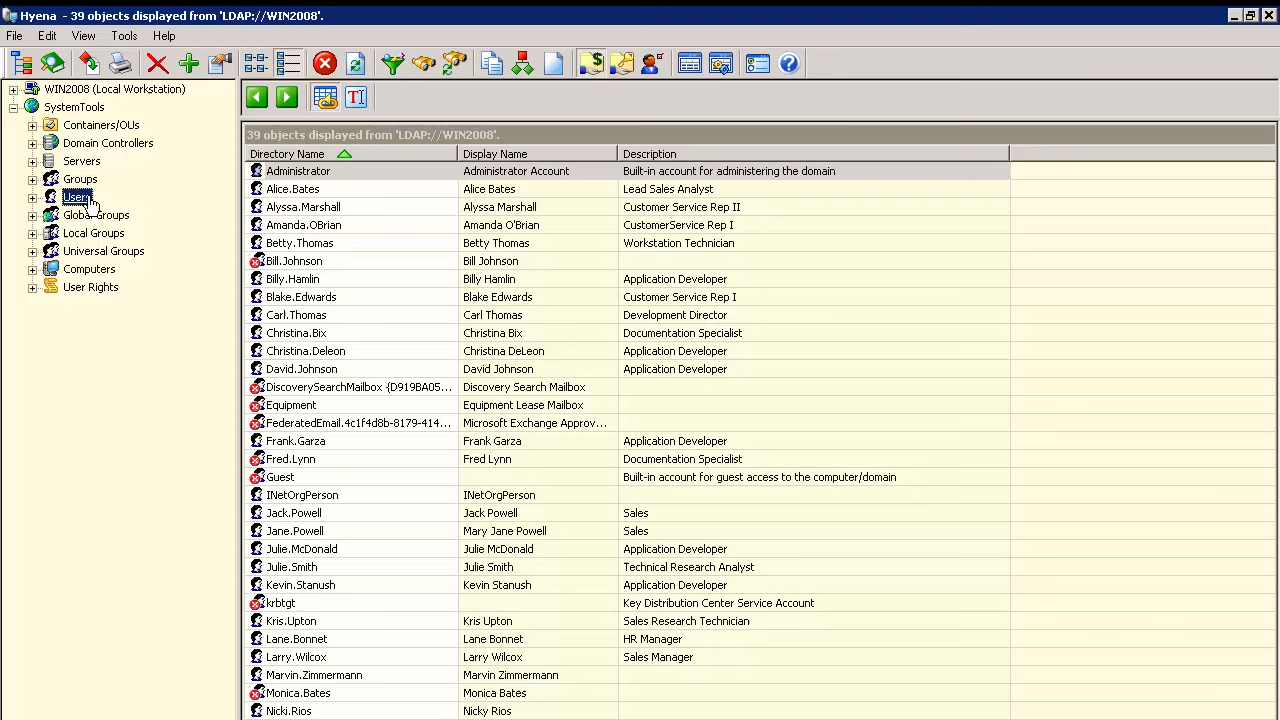 Hyena - 39 objects displayed from 'LDAP://WIN2008'.
File Edit View Tools Help
WIN2008 (Local Workstation)
SystemTools
Containers/OUs
Domain Controllers
Servers
Groups
Users
Global Groups
Local Groups
Universal Groups
Computers
User Rights
39 objects displayed from 'LDAP://WIN2008'.
Directory Name Display Name Description
Administrator Administrator Account Built-in account for administering the domain
Alice.Bates Alice Bates Lead Sales Analyst
Alyssa.Marshall Alyssa Marshall Customer Service Rep II
Amanda.OBrian Amanda O'Brian CustomerService Rep I
Betty.Thomas Betty Thomas Workstation Technician
Bill.Johnson Bill Johnson
Billy.Hamlin Billy Hamlin Application Developer
Blake.Edwards Blake Edwards Customer Service Rep I
Carl.Thomas Carl Thomas Development Director
Christina.Bix Christina Bix Documentation Specialist
Christina.Deleon Christina DeLeon Application Developer
David.Johnson David Johnson Application Developer
DiscoverySearchMailbox {D919BA05... Discovery Search Mailbox
Equipment Equipment Lease Mailbox
FederatedEmail.4c1f4d8b-8179-414... Microsoft Exchange Approv...
Frank.Garza Frank Garza Application Developer
Fred.Lynn Fred Lynn Documentation Specialist
Guest Built-in account for guest access to the computer/domain
INetOrgPerson INetOrgPerson
Jack.Powell Jack Powell Sales
Jane.Powell Mary Jane Powell Sales
Julie.McDonald Julie McDonald Application Developer
Julie.Smith Julie Smith Technical Research Analyst
Kevin.Stanush Kevin Stanush Application Developer
krbtgt Key Distribution Center Service Account
Kris.Upton Kris Upton Sales Research Technician
Lane.Bonnet Lane Bonnet HR Manager
Larry.Wilcox Larry Wilcox Sales Manager
Marvin.Zimmermann Marvin Zimmermann
Monica.Bates Monica Bates
Nicki.Rios Nicky Rios